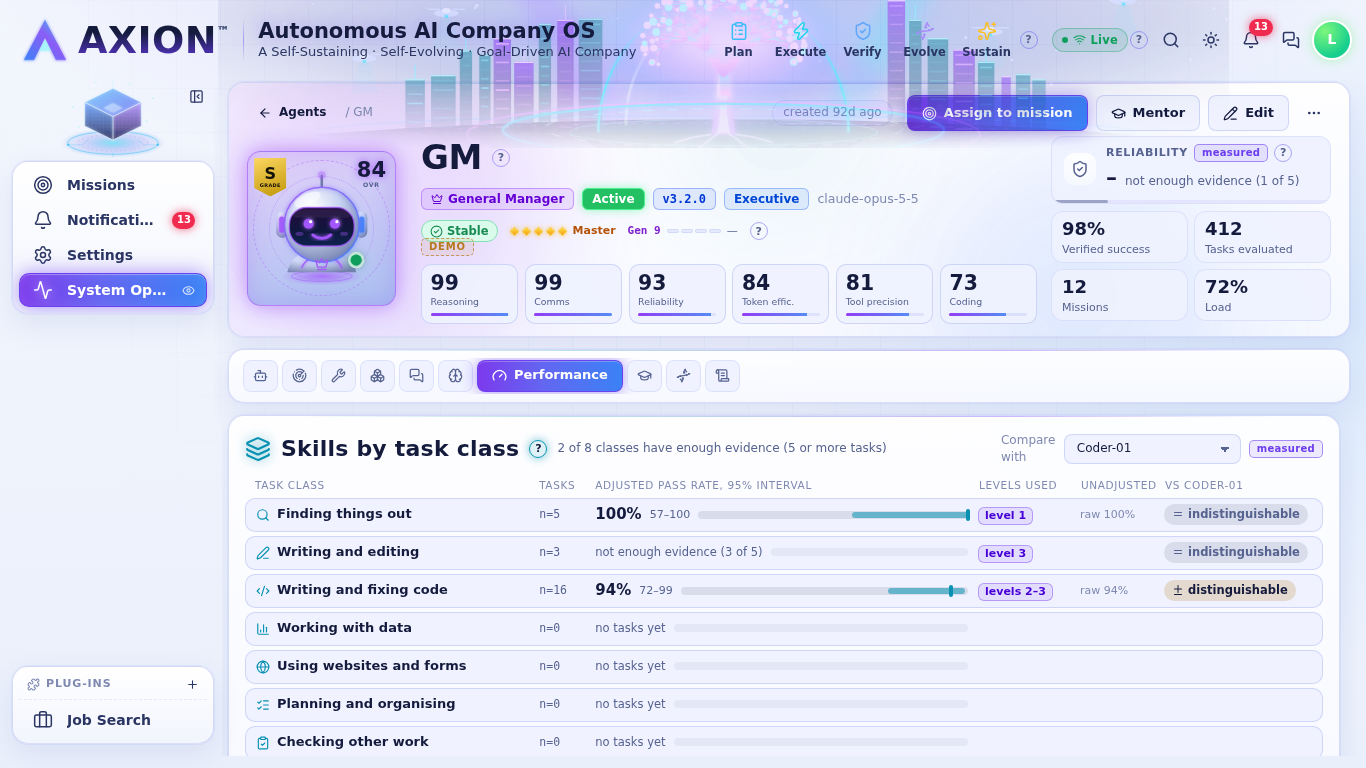 AXION™
Autonomous AI Company OS
A Self-Sustaining · Self-Evolving · Goal-Driven AI Company
Plan
Execute
Verify
Evolve
Sustain
?
Live
?
13
L
Missions
Notificati…
13
Settings
System Op…
PLUG-INS
+
Job Search
Agents
/ GM
created 92d ago
Assign to mission
Mentor
Edit
S
GRADE
84
OVR
GM
?
General Manager
Active
v3.2.0
Executive
claude-opus-5-5
Stable
Master
Gen 9
—
?
DEMO
99
Reasoning
99
Comms
93
Reliability
84
Token effic.
81
Tool precision
73
Coding
RELIABILITY
measured
?
– not enough evidence (1 of 5)
98%
Verified success
412
Tasks evaluated
12
Missions
72%
Load
Performance
Skills by task class
?
2 of 8 classes have enough evidence (5 or more tasks)
Compare with
Coder-01
measured
TASK CLASS TASKS ADJUSTED PASS RATE, 95% INTERVAL LEVELS USED UNADJUSTED VS CODER-01
Finding things out n=5 100% 57–100 level 1 raw 100% = indistinguishable
Writing and editing n=3 not enough evidence (3 of 5) level 3 = indistinguishable
Writing and fixing code n=16 94% 72–99 levels 2–3 raw 94% ± distinguishable
Working with data n=0 no tasks yet
Using websites and forms n=0 no tasks yet
Planning and organising n=0 no tasks yet
Checking other work n=0 no tasks yet